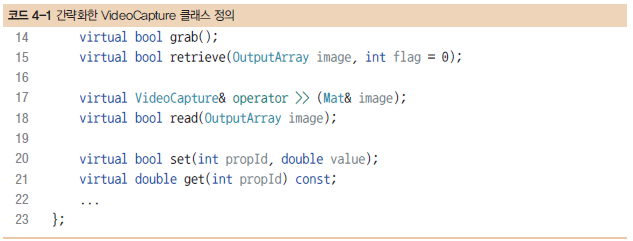 코드 4-1 간략화한 VideoCapture 클래스 정의
14 virtual bool grab();
15 virtual bool retrieve(OutputArray image, int flag = 0);
16
17 virtual VideoCapture& operator >> (Mat& image);
18 virtual bool read(OutputArray image);
19
20 virtual bool set(int propId, double value);
21 virtual double get(int propId) const;
22 ...
23 };